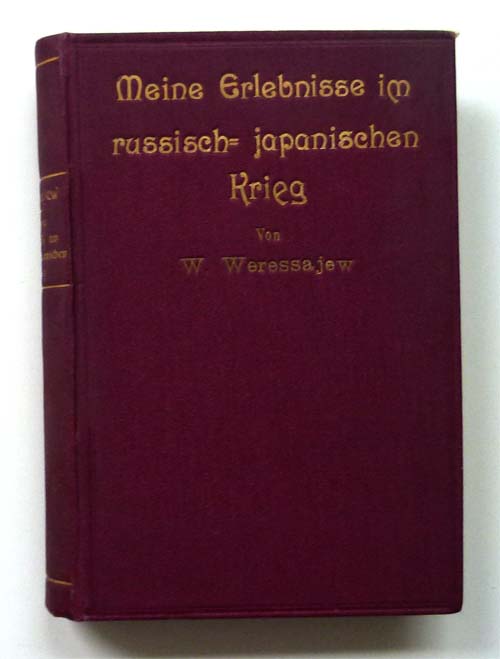 Meine Erlebnisse im
russisch= japanischen
Krieg
Von
W Weressajew